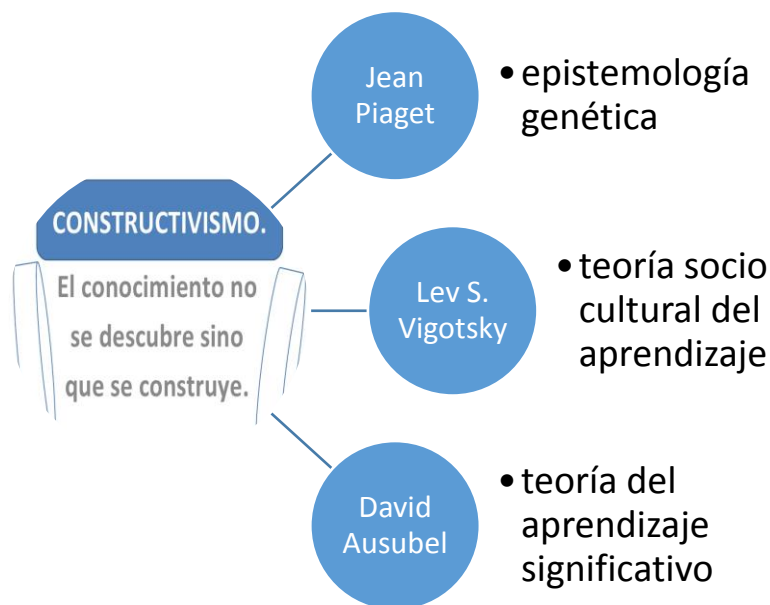 CONSTRUCTIVISMO.
El conocimiento no
se descubre sino
que se construye.
Jean
Piaget
• epistemología
genética
Lev S.
Vigotsky
• teoría socio
cultural del
aprendizaje
David
Ausubel
• teoría del
aprendizaje
significativo